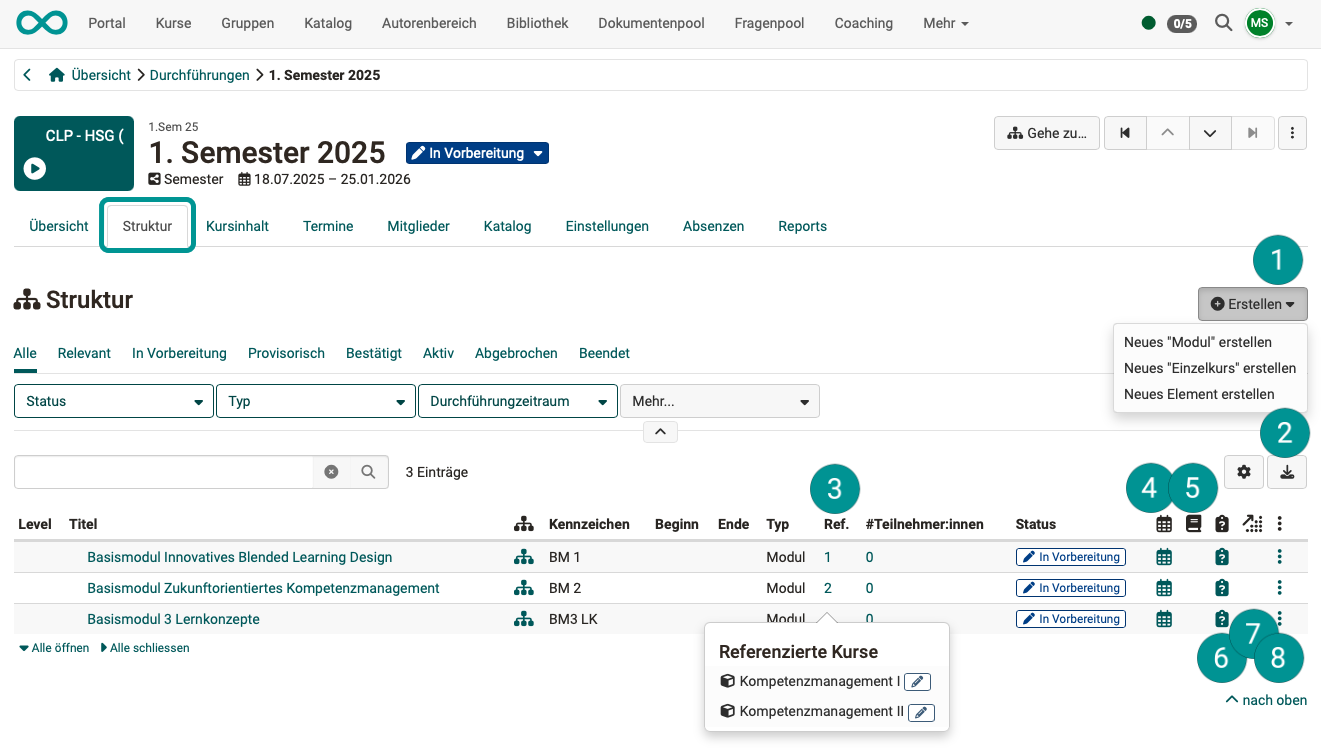 Portal Kurse Gruppen Katalog Autorenbereich Bibliothek Dokumentenpool Fragenpool Coaching Mehr 0/5 MS
Übersicht Durchführungen 1. Semester 2025
CLP - HSG (
1.Sem 25
1. Semester 2025 In Vorbereitung
Semester 18.07.2025 – 25.01.2026
Gehe zu...
Übersicht Struktur Kursinhalt Termine Mitglieder Katalog Einstellungen Absenzen Reports
1
Struktur
Erstellen
Neues "Modul" erstellen
Neues "Einzelkurs" erstellen
Neues Element erstellen
Alle Relevant In Vorbereitung Provisorisch Bestätigt Aktiv Abgebrochen Beendet
Status Typ Durchführungzeitraum Mehr...
2
3 Einträge
3 4 5
Level Titel Kennzeichen Beginn Ende Typ Ref. #Teilnehmer:innen Status
Basismodul Innovatives Blended Learning Design BM 1 Modul 1 0 In Vorbereitung
Basismodul Zukunftorientiertes Kompetenzmanagement BM 2 Modul 2 0 In Vorbereitung
Basismodul 3 Lernkonzepte BM3 LK Modul 0 In Vorbereitung
Alle öffnen Alle schliessen
6 7 8
Referenzierte Kurse
Kompetenzmanagement I
Kompetenzmanagement II
nach oben